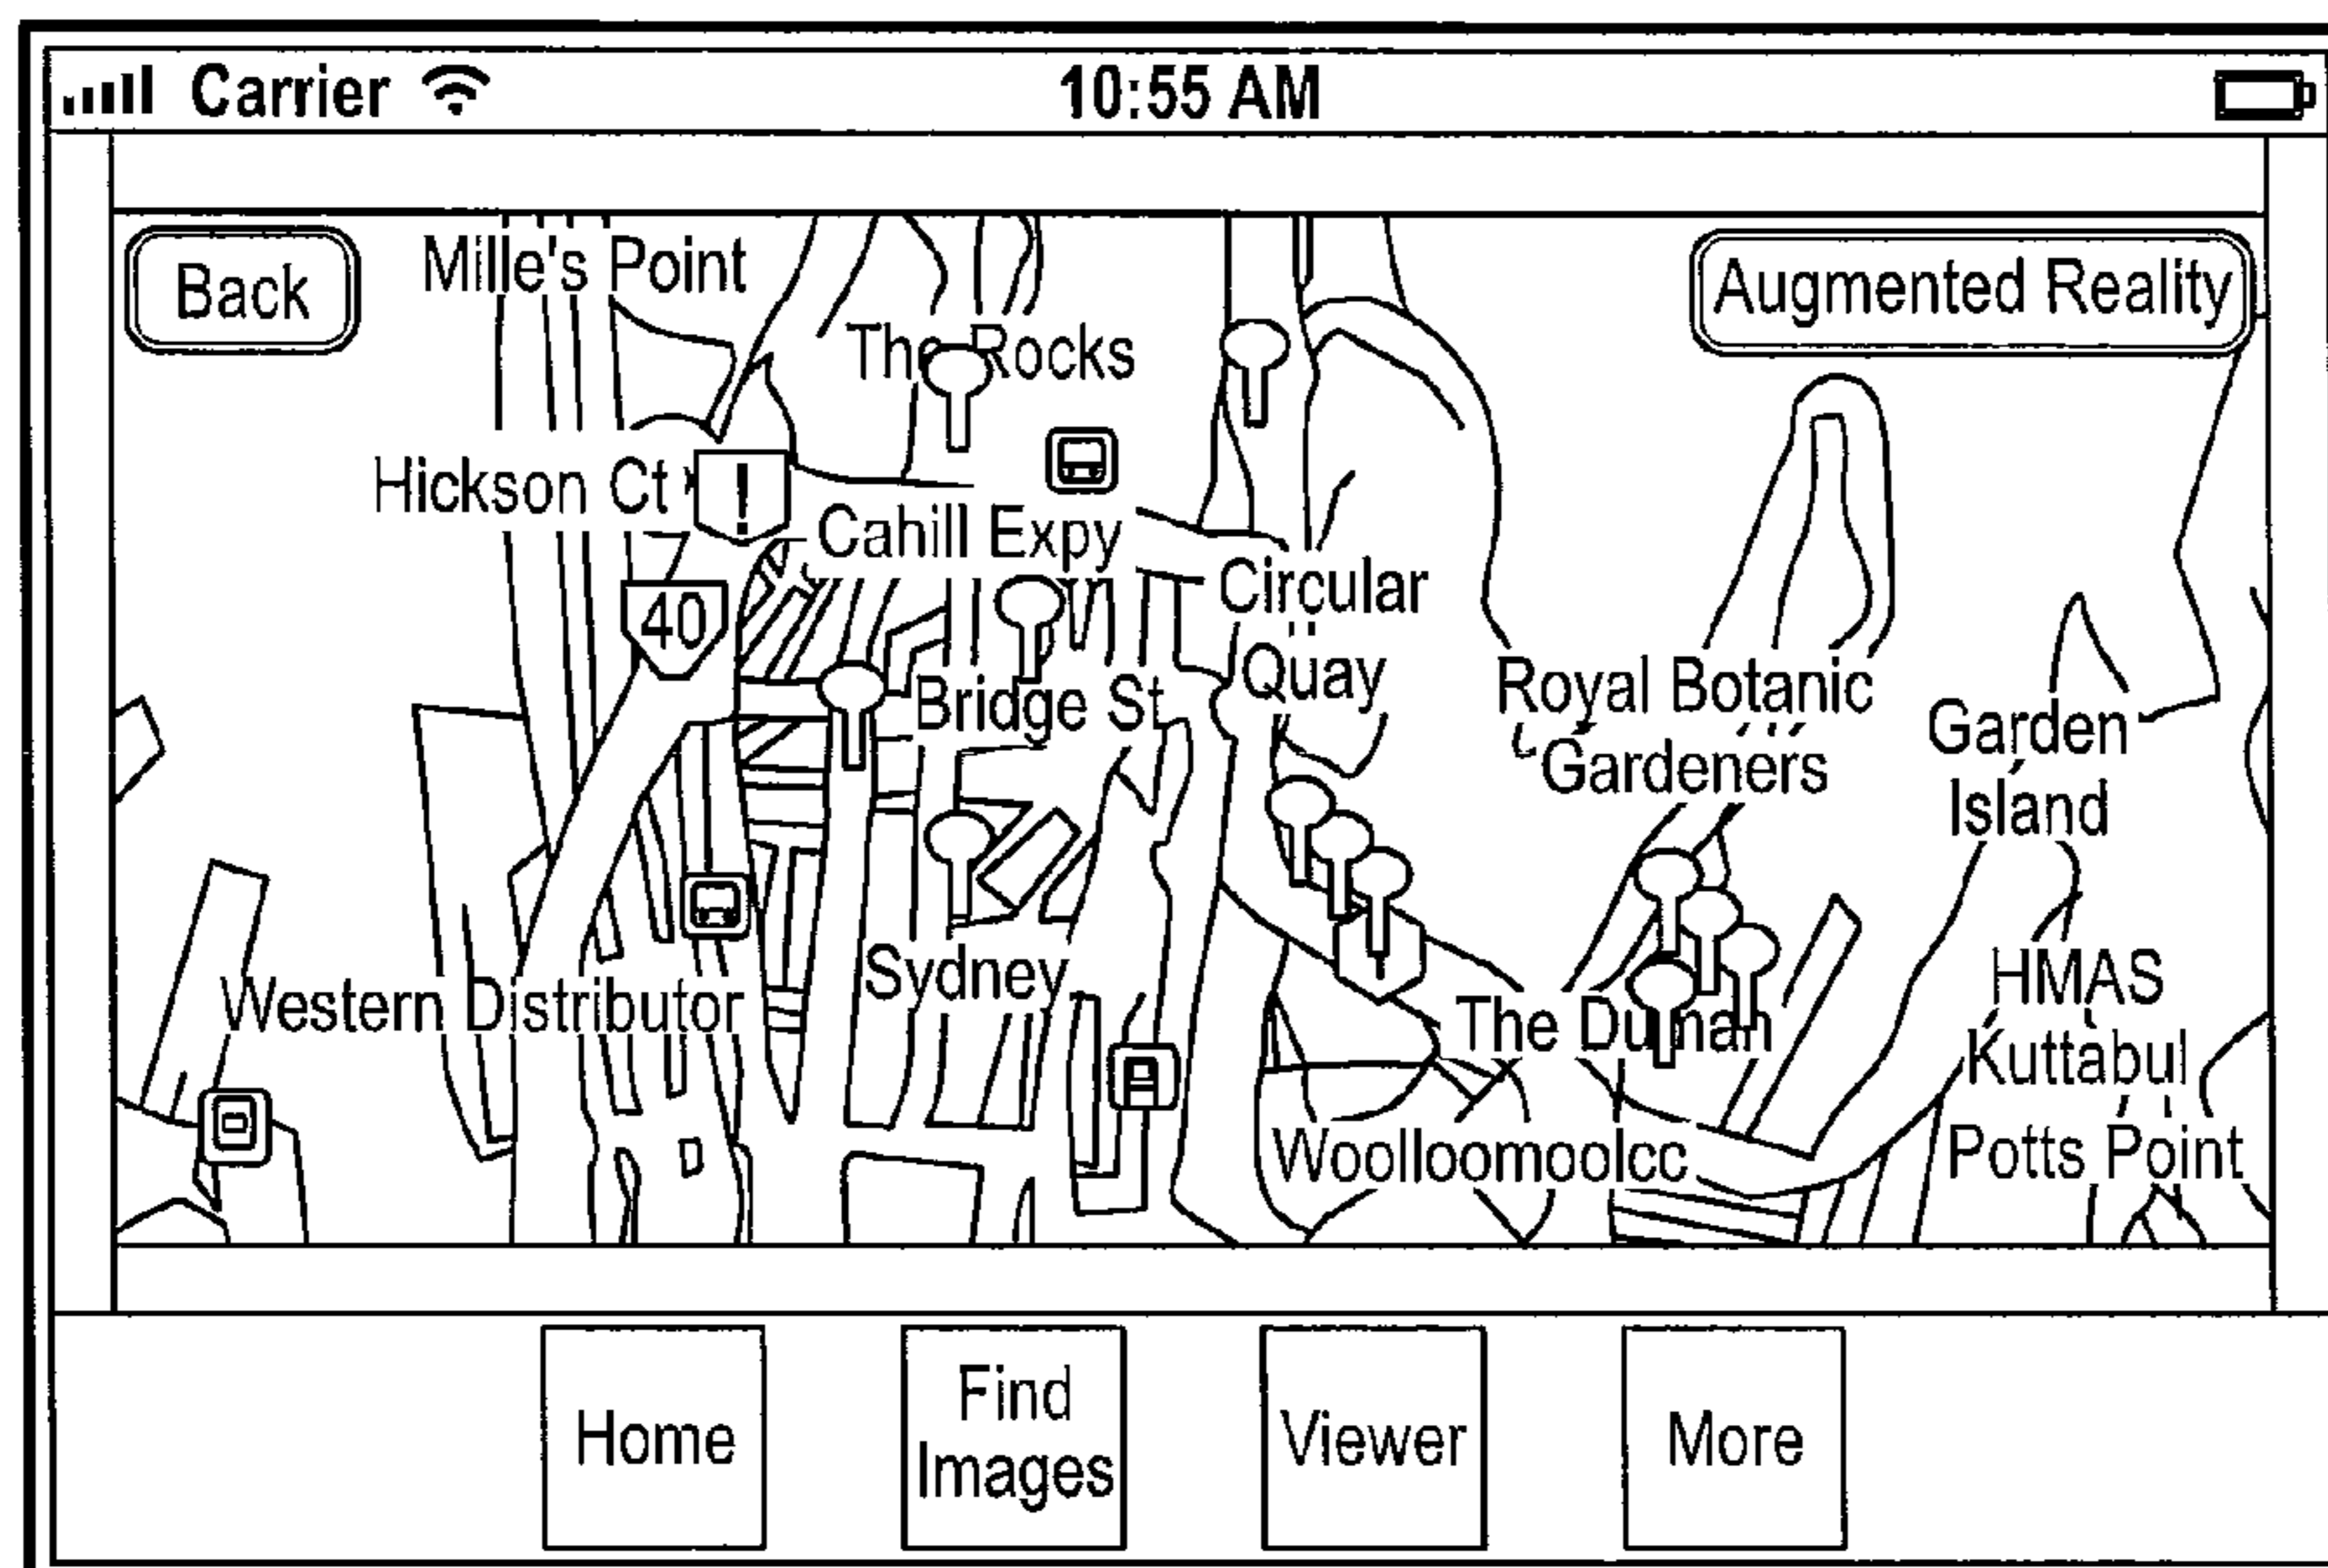 Carrier 10:55 AM
Back
Augmented Reality
Mille's Point
The Rocks
Hickson Ct
!
Cahill Expy
40
Circular
Quay
Bridge St
Royal Botanic
Gardeners
Garden
Island
Western Distributor
Sydney
The
HMAS
Kuttabul
Woolloomoolcc
Potts Point
Home
Find
Images
Viewer
More